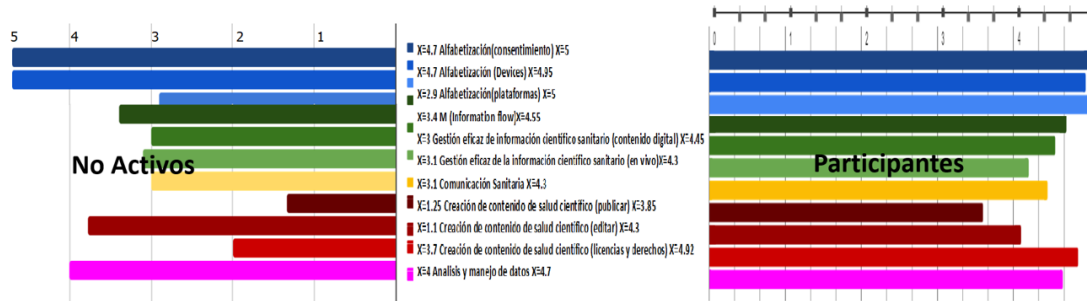 5 4 3 2 1
No Activos
X=4.7 Alfabetización(consentimiento) X=5
X=4.7 Alfabetización (Devices) X=4.95
X=2.9 Alfabetización(plataformas) X=5
X=3.4 M (Information flow)X=4.55
X=3 Gestión eficaz de información científico sanitario (contenido digital) X=4.45
X=3.1 Gestión eficaz de la información científico sanitario (en vivo)X=4.3
X=3.1 Comunicación Sanitaria X=4.3
X=1.25 Creación de contenido de salud científico (publicar) X=3.85
X=1.1 Creación de contenido de salud científico (editar) X=4.3
X=3.7 Creación de contenido de salud científico (licencias y derechos) X=4.92
X=4 Analisis y manejo de datos X=4.7
0 1 2 3 4
Participantes